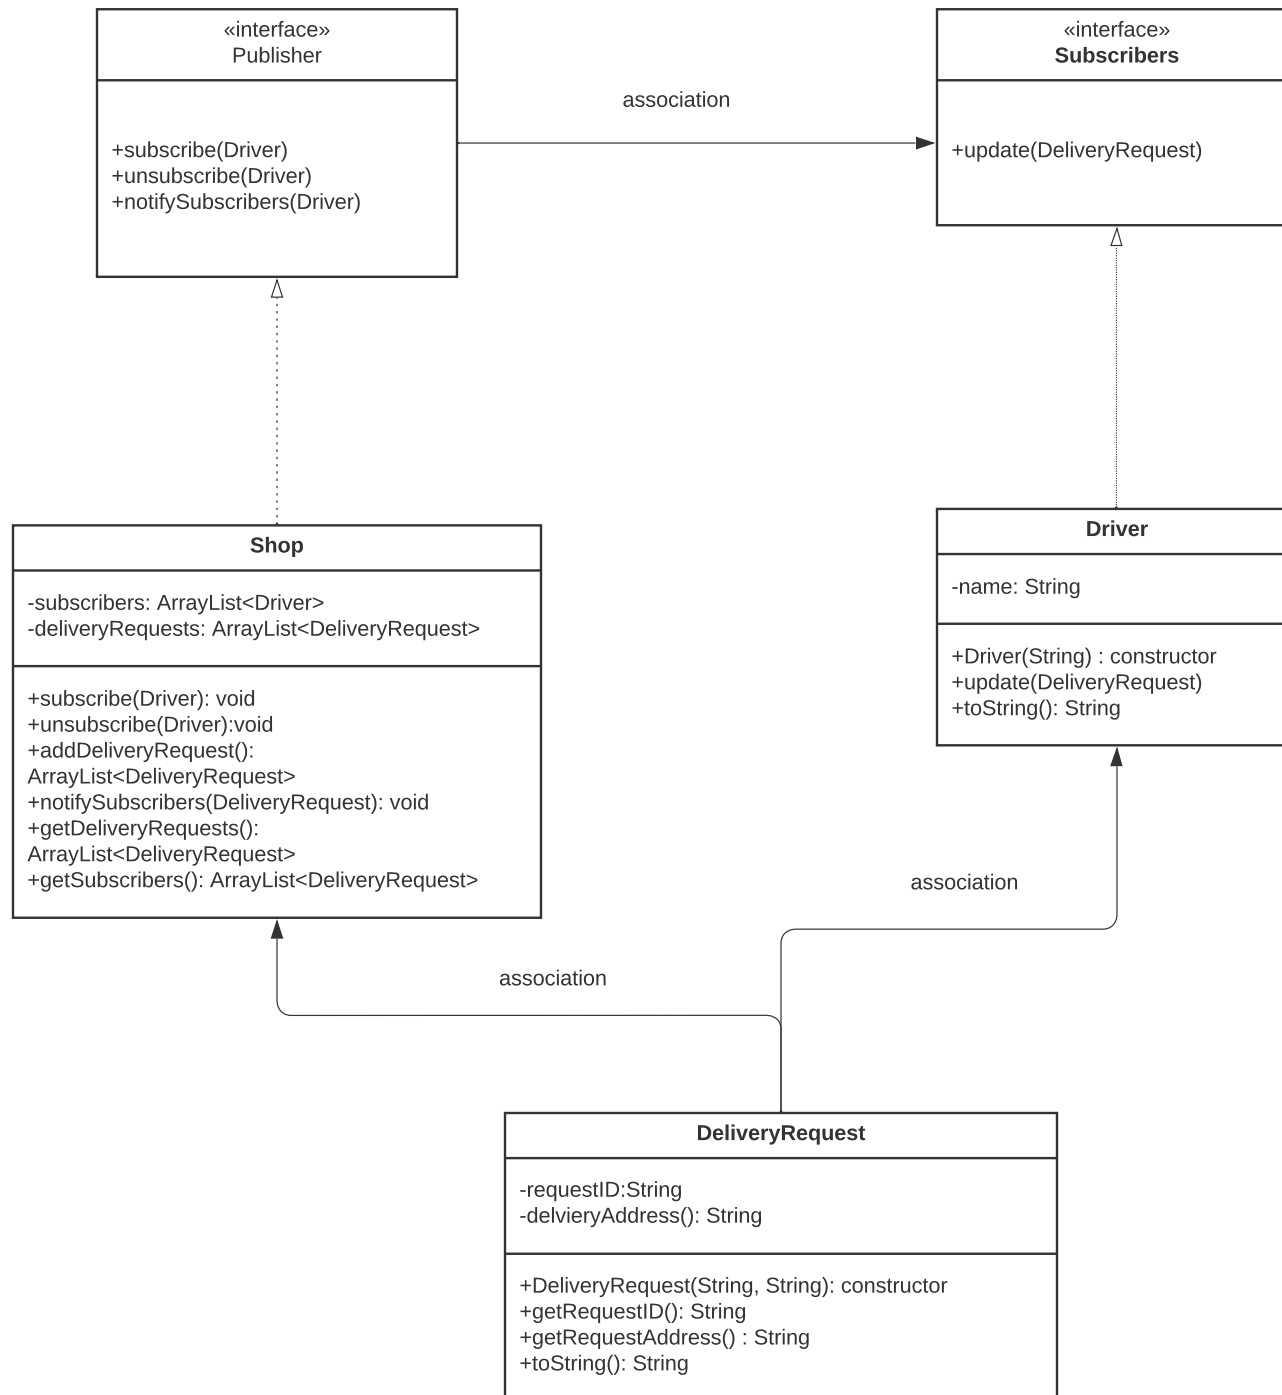 «interface»
Publisher
+subscribe(Driver)
+unsubscribe(Driver)
+notifySubscribers(Driver)
association
«interface»
Subscribers
+update(DeliveryRequest)
Shop
-subscribers: ArrayList<Driver>
-deliveryRequests: ArrayList<DeliveryRequest>
+subscribe(Driver): void
+unsubscribe(Driver):void
+addDeliveryRequest():
ArrayList<DeliveryRequest>
+notifySubscribers(DeliveryRequest): void
+getDeliveryRequests():
ArrayList<DeliveryRequest>
+getSubscribers(): ArrayList<DeliveryRequest>
Driver
-name: String
+Driver(String) : constructor
+update(DeliveryRequest)
+toString(): String
association
association
DeliveryRequest
-requestID:String
-delvieryAddress(): String
+DeliveryRequest(String, String): constructor
+getRequestID(): String
+getRequestAddress() : String
+toString(): String